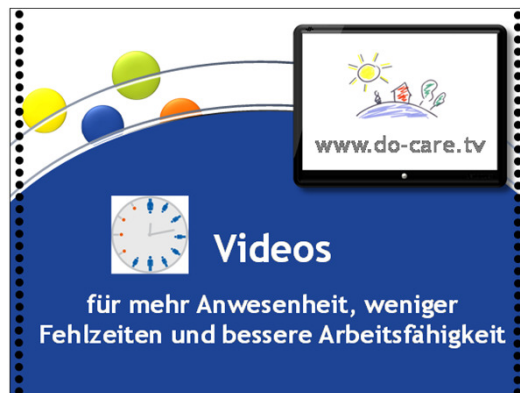 www.do-care.tv
Videos
für mehr Anwesenheit, weniger
Fehlzeiten und bessere Arbeitsfähigkeit